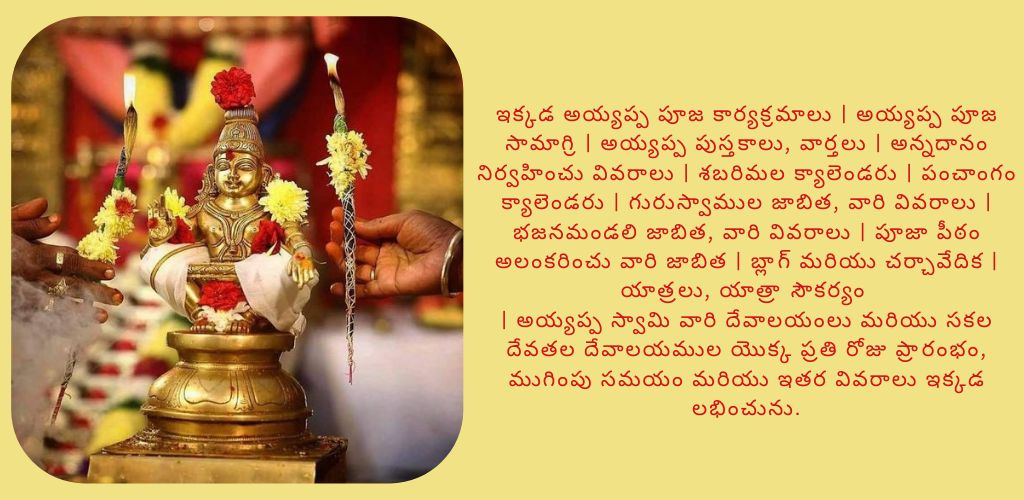 ఇక్కడ అయ్యప్ప పూజ కార్యక్రమాలు | అయ్యప్ప పూజ
సామాగ్రి | అయ్యప్ప పుస్తకాలు, వార్తలు | అన్నదానం
నిర్వహించు వివరాలు | శబరిమల క్యాలెండరు | పంచాంగం
క్యాలెండరు | గురుస్వాముల జాబిత, వారి వివరాలు |
భజనమండలి జాబిత, వారి వివరాలు | పూజా పీఠం
అలంకరించు వారి జాబిత | బ్లాగ్ మరియు చర్చావేదిక |
యాత్రలు, యాత్రా సౌకర్యం
| అయ్యప్ప స్వామి వారి దేవాలయంలు మరియు సకల
దేవతల దేవాలయముల యొక్క ప్రతి రోజు ప్రారంభం,
ముగింపు సమయం మరియు ఇతర వివరాలు ఇక్కడ
లభించును.